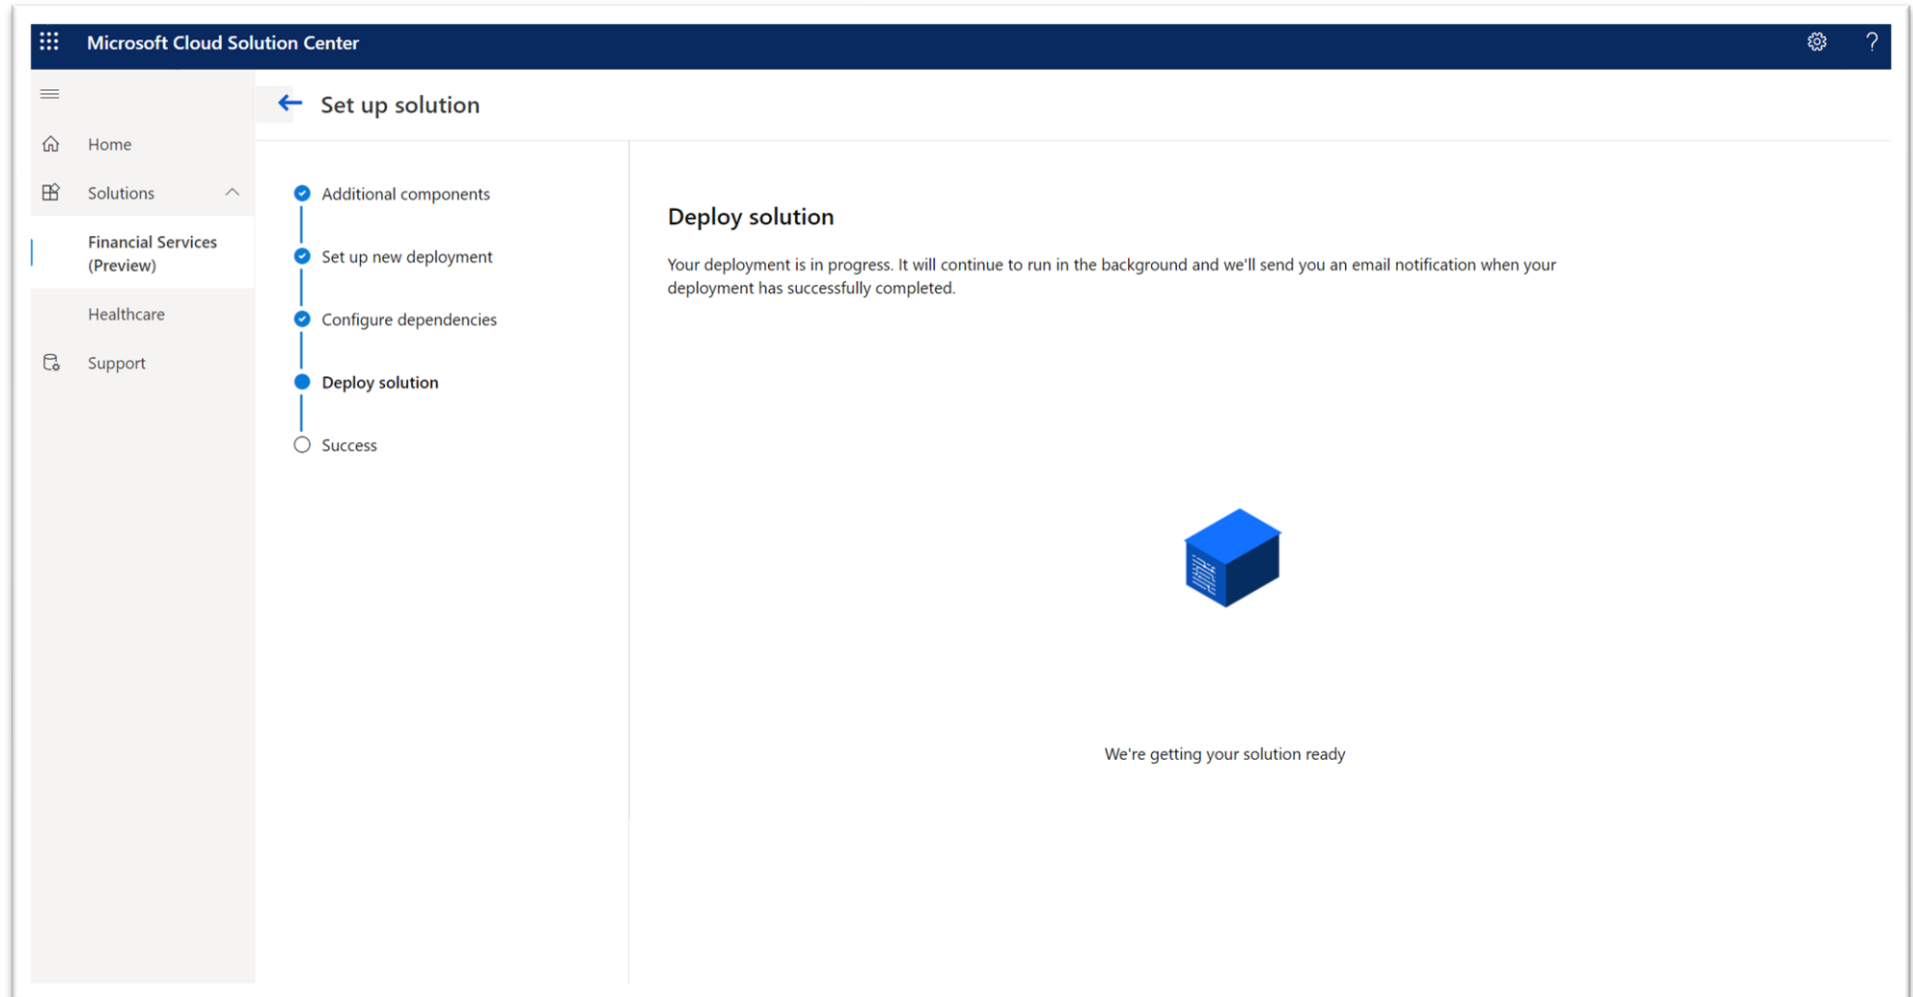 Microsoft Cloud Solution Center
?
Set up solution
Home
Solutions
Financial Services
(Preview)
Healthcare
Support
Additional components
Set up new deployment
Configure dependencies
Deploy solution
Success
Deploy solution
Your deployment is in progress. It will continue to run in the background and we'll send you an email notification when your
deployment has successfully completed.
We're getting your solution ready